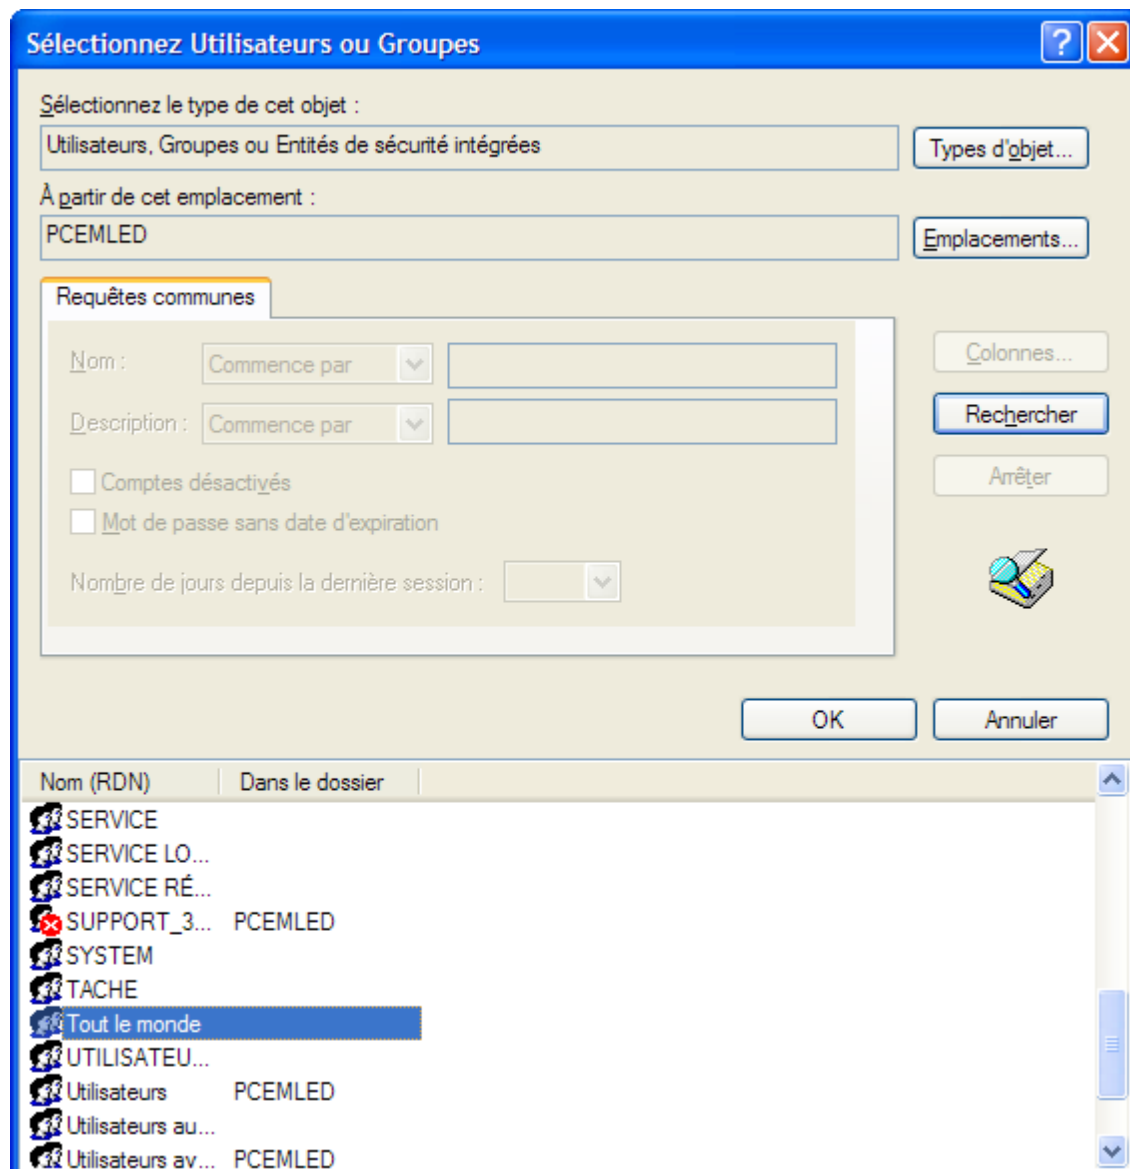 Sélectionnez Utilisateurs ou Groupes
Sélectionnez le type de cet objet :
Utilisateurs, Groupes ou Entités de sécurité intégrées
Types d'objet...
À partir de cet emplacement :
PCEMLED
Emplacements...
Requêtes communes
Nom :
Commence par
Colonnes...
Description :
Commence par
Rechercher
Comptes désactivés
Arrêter
Mot de passe sans date d'expiration
Nombre de jours depuis la dernière session :
OK
Annuler
Nom (RDN) Dans le dossier
SERVICE
SERVICE LO...
SERVICE RÉ...
SUPPORT_3... PCEMLED
SYSTEM
TACHE
Tout le monde
UTILISATEU...
Utilisateurs PCEMLED
Utilisateurs au...
Utilisateurs av... PCEMLED